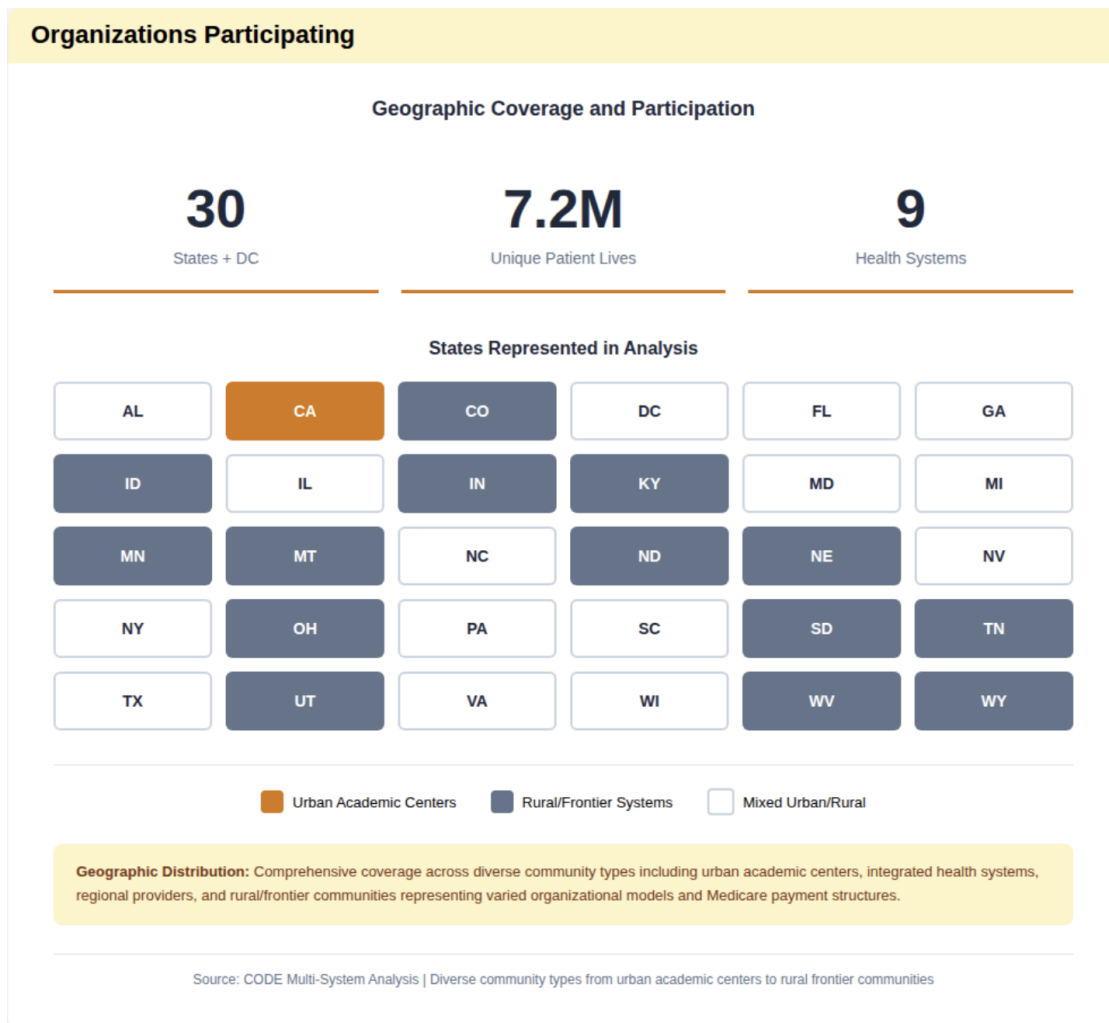 Organizations Participating
Geographic Coverage and Participation
30
States + DC
7.2M
Unique Patient Lives
9
Health Systems
States Represented in Analysis
AL CA CO DC FL GA
ID IL IN KY MD MI
MN MT NC ND NE NV
NY OH PA SC SD TN
TX UT VA WI WV WY
Urban Academic Centers Rural/Frontier Systems Mixed Urban/Rural
Geographic Distribution: Comprehensive coverage across diverse community types including urban academic centers, integrated health systems,
regional providers, and rural/frontier communities representing varied organizational models and Medicare payment structures.
Source: CODE Multi-System Analysis | Diverse community types from urban academic centers to rural frontier communities